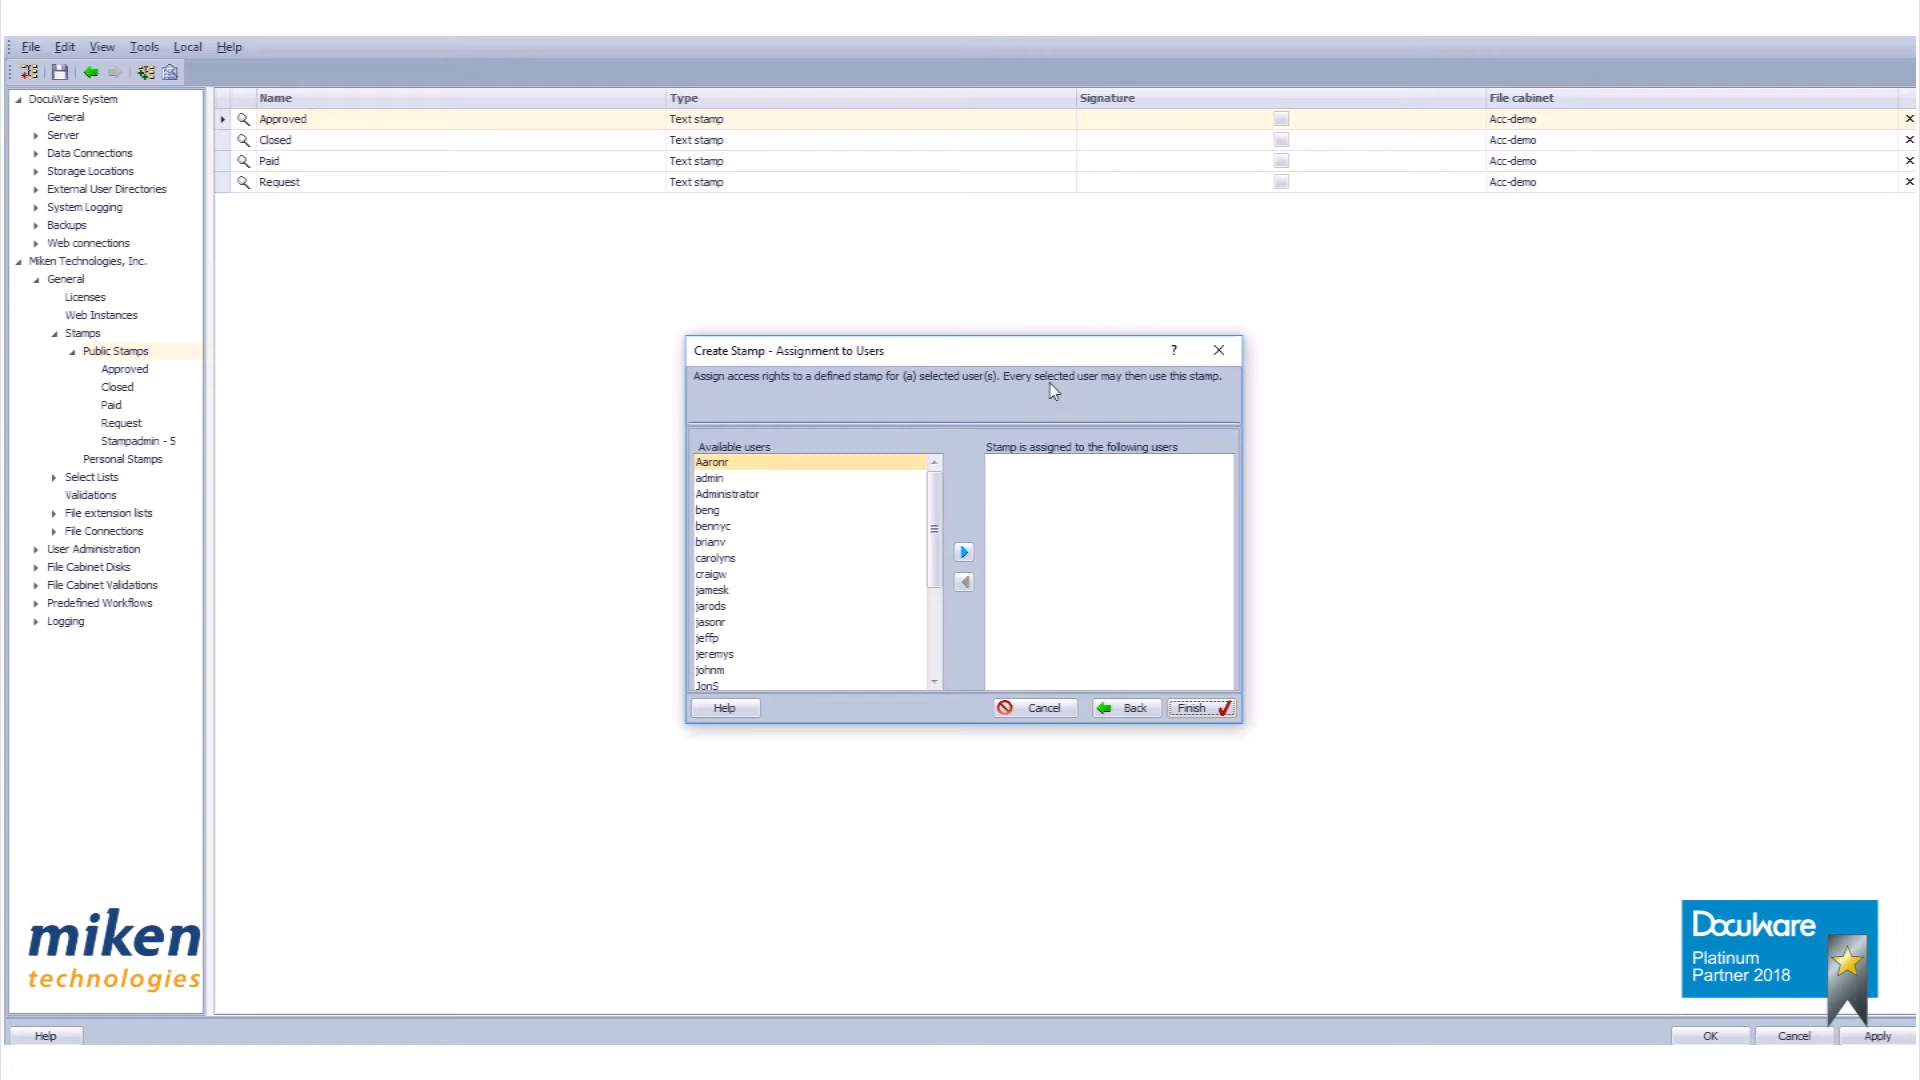 File Edit View Tools Local Help
DocuWare System
General
Server
Data Connections
Storage Locations
External User Directories
System Logging
Backups
Web connections
Miken Technologies, Inc.
General
Licenses
Web Instances
Stamps
Public Stamps
Approved
Closed
Paid
Request
Stampadmin - 5
Personal Stamps
Select Lists
Validations
File extension lists
File Connections
User Administration
File Cabinet Disks
File Cabinet Validations
Predefined Workflows
Logging
Name Type Signature File cabinet
Approved Text stamp Acc-demo
Closed Text stamp Acc-demo
Paid Text stamp Acc-demo
Request Text stamp Acc-demo
Create Stamp - Assignment to Users
Assign access rights to a defined stamp for (a) selected user(s). Every selected user may then use this stamp.
Available users
Aaronr
admin
Administrator
beng
bennyc
brianv
carolyns
craigw
jamesk
jarods
jasonr
jeffp
jeremys
johnm
JonS
Stamp is assigned to the following users
Help Cancel Back Finish
miken
technologies
DocuWare
Platinum
Partner 2018
Help OK Cancel Apply